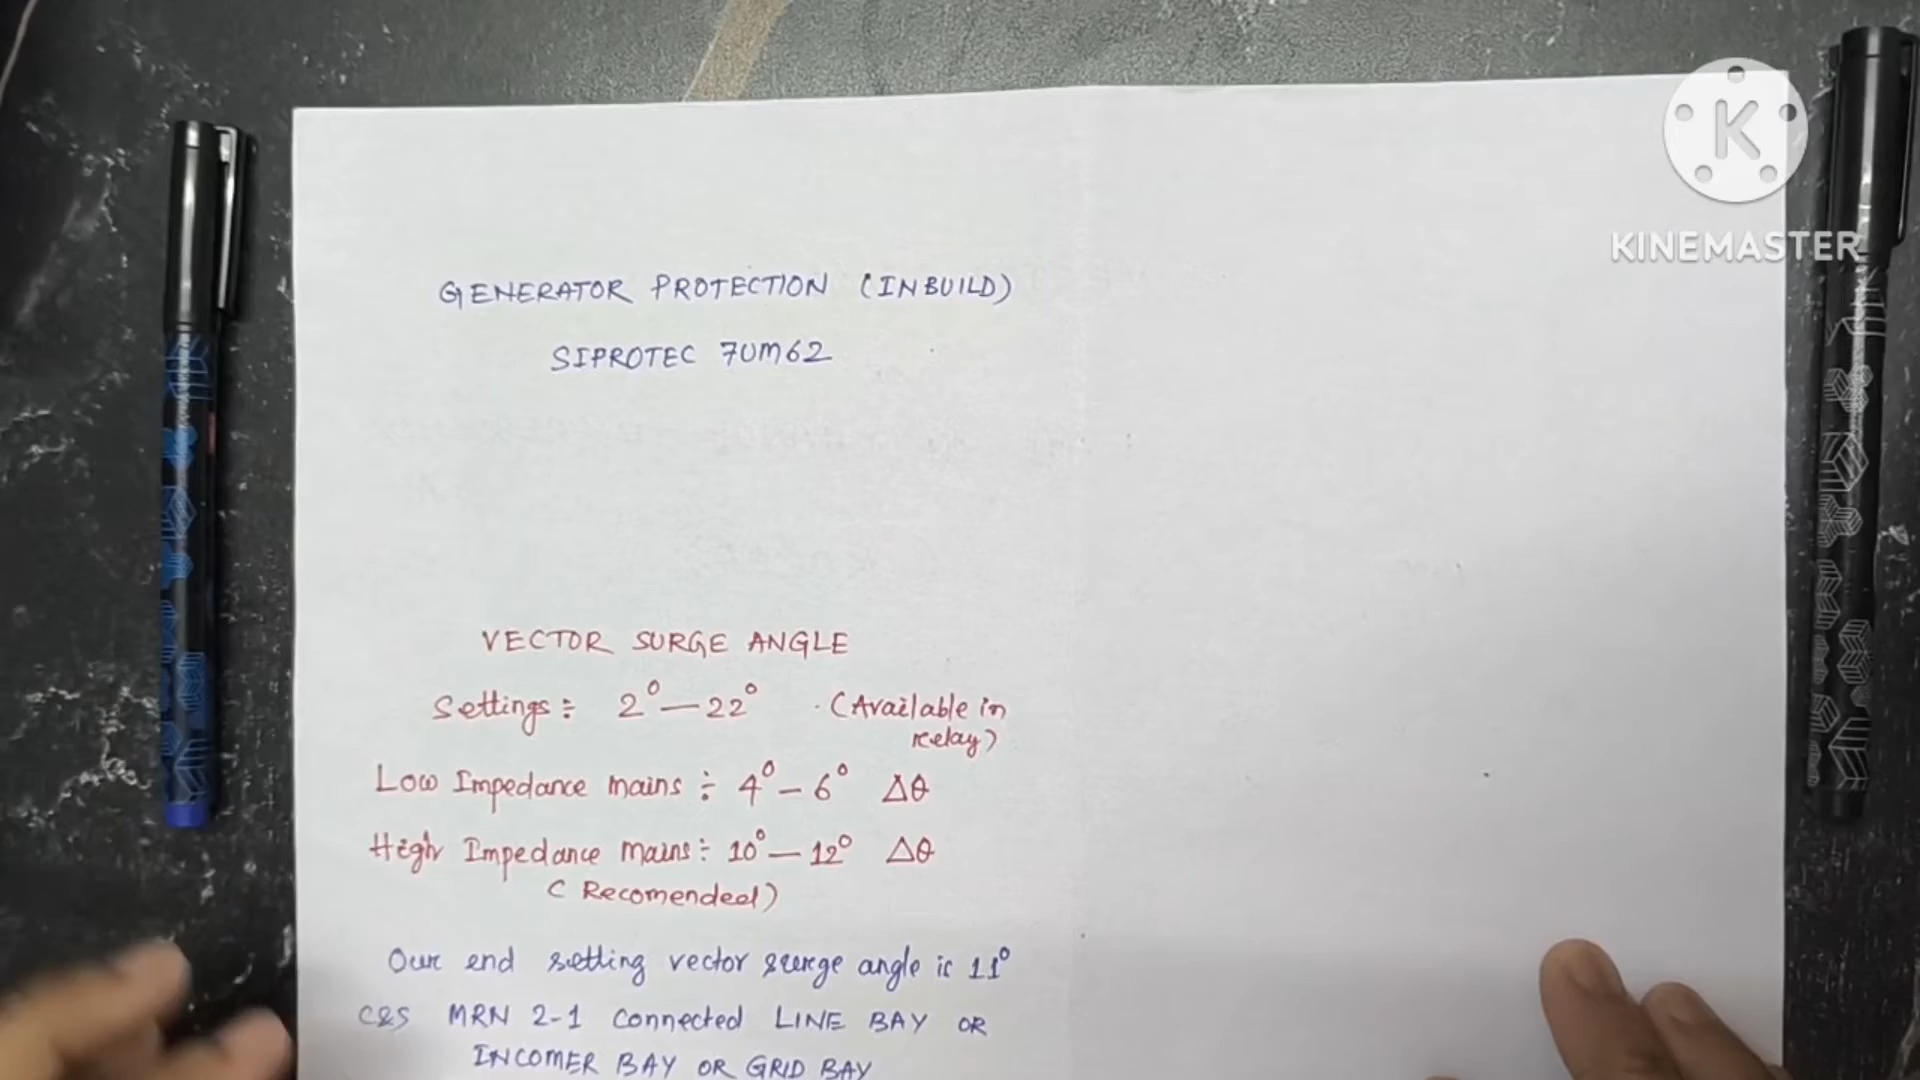 K
KINEMASTER
GENERATOR PROTECTION (INBUILD)
SIPROTEC 7UM62
VECTOR SURGE ANGLE
Settings÷ 2° — 22° . (Available in
relay)
Low Impedance mains ÷ 4° – 6° Δθ
High Impedance mains ÷ 10° — 12° Δθ
( Recomended)
Our end setting vector surge angle is 11°
C&S MRN 2-1 connected LINE BAY OR
INCOMER BAY OR GRID BAY